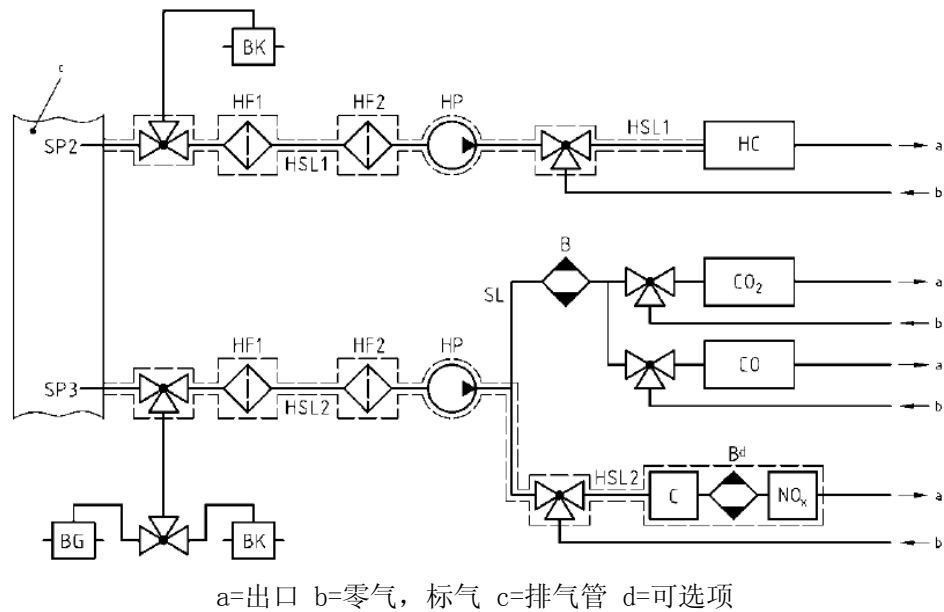 c
BK
HF1
HF2
HP
HSL1
SP2
HSL1
HC
a
b
B
SL
CO₂
a
b
HF1
HF2
HP
CO
a
SP3
HSL2
b
Bᵈ
HSL2
C
NOₓ
a
BG
BK
b
a=出口 b=零气，标气 c=排气管 d=可选项